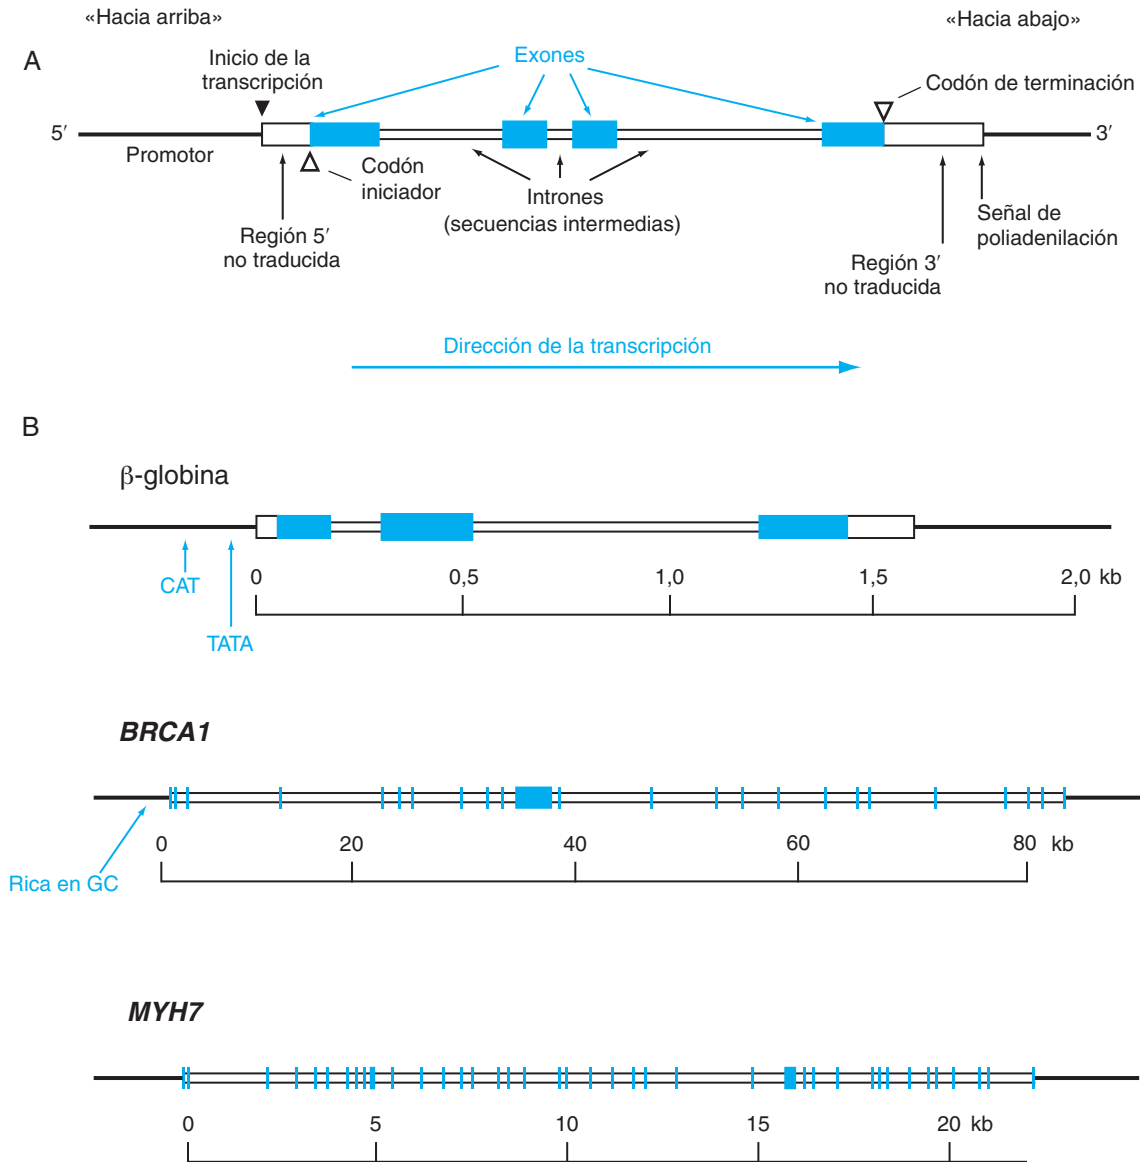 «Hacia arriba»
«Hacia abajo»
A
Inicio de la
transcripción
Exones
Codón de terminación
5′
3′
Promotor
Codón
iniciador
Intrones
(secuencias intermedias)
Región 5′
no traducida
Señal de
poliadenilación
Región 3′
no traducida
Dirección de la transcripción
B
β-globina
CAT
TATA
0 0,5 1,0 1,5 2,0 kb
BRCA1
Rica en GC
0 20 40 60 80 kb
MYH7
0 5 10 15 20 kb